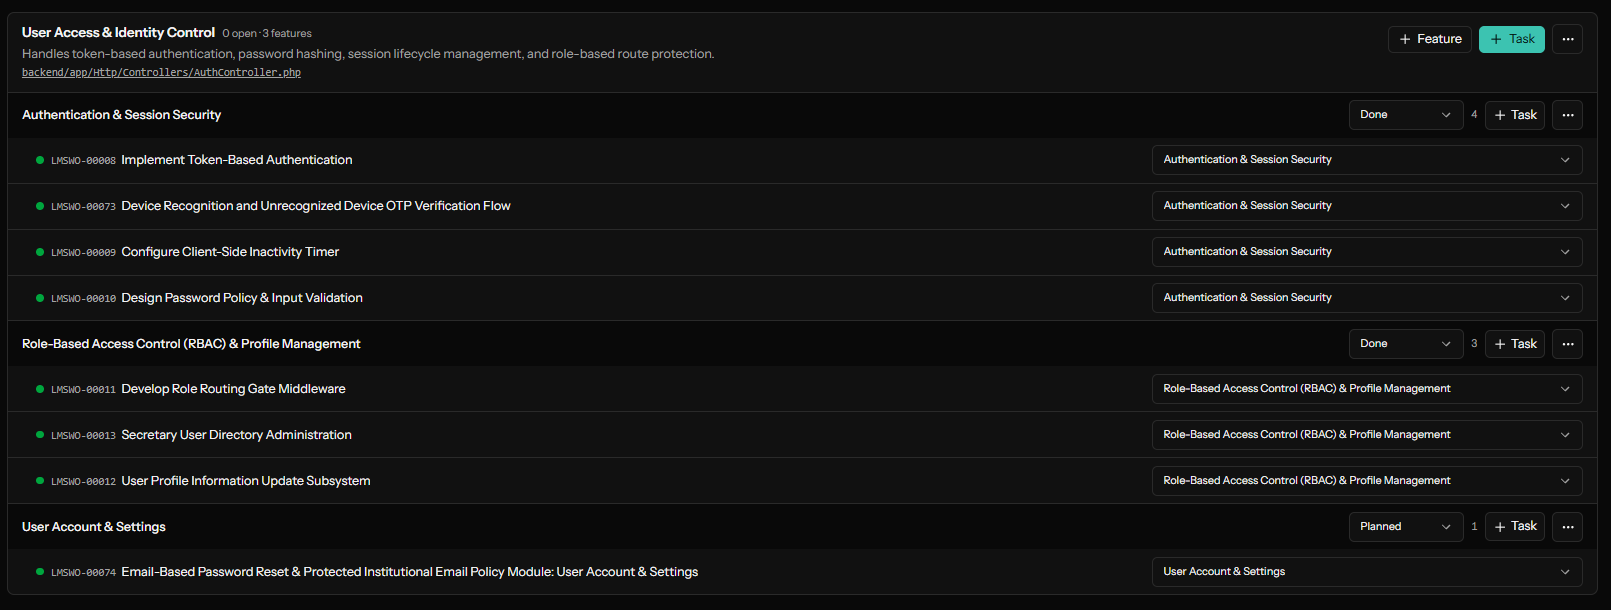 User Access & Identity Control 0 open · 3 features + Feature + Task ...
Handles token-based authentication, password hashing, session lifecycle management, and role-based route protection.
backend/app/Http/Controllers/AuthController.php
Authentication & Session Security Done 4 + Task ...
LMSWO-00008 Implement Token-Based Authentication Authentication & Session Security
LMSWO-00073 Device Recognition and Unrecognized Device OTP Verification Flow Authentication & Session Security
LMSWO-00009 Configure Client-Side Inactivity Timer Authentication & Session Security
LMSWO-00010 Design Password Policy & Input Validation Authentication & Session Security
Role-Based Access Control (RBAC) & Profile Management Done 3 + Task ...
LMSWO-00011 Develop Role Routing Gate Middleware Role-Based Access Control (RBAC) & Profile Management
LMSWO-00013 Secretary User Directory Administration Role-Based Access Control (RBAC) & Profile Management
LMSWO-00012 User Profile Information Update Subsystem Role-Based Access Control (RBAC) & Profile Management
User Account & Settings Planned 1 + Task ...
LMSWO-00074 Email-Based Password Reset & Protected Institutional Email Policy Module: User Account & Settings User Account & Settings